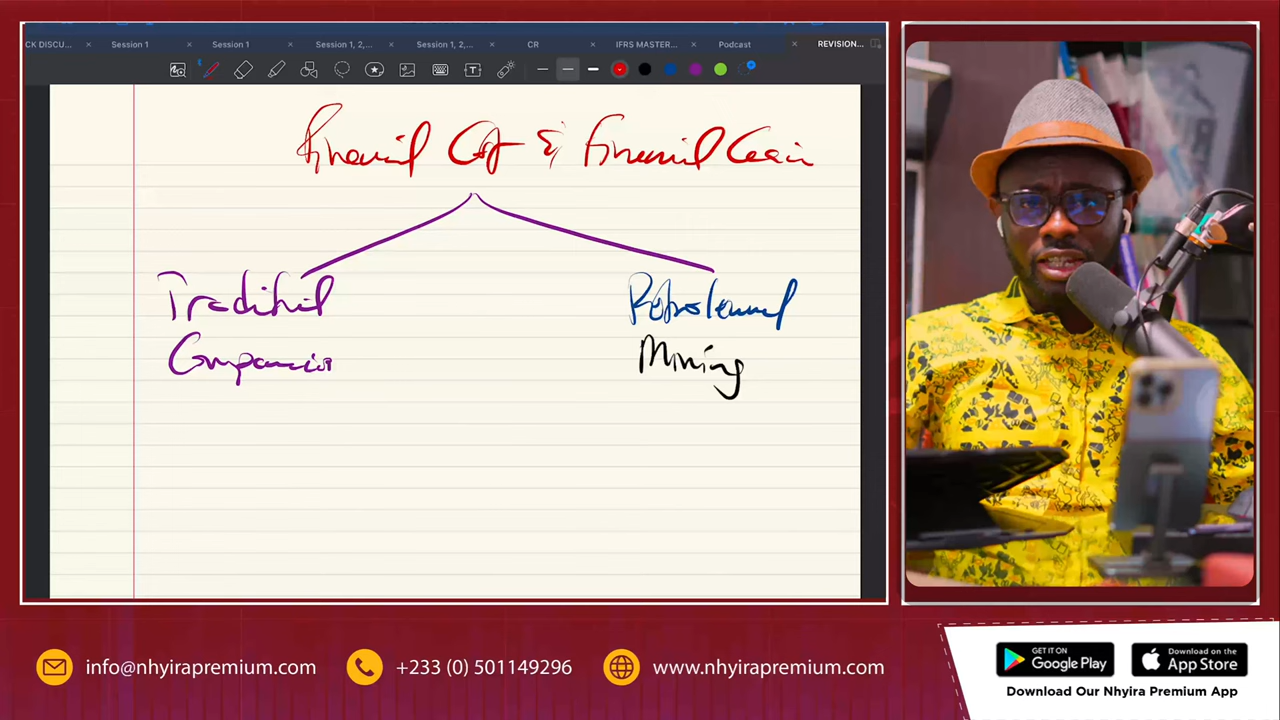 CK DISCU... Session 1 Session 1 Session 1, 2,... Session 1, 2,... CR IFRS MASTER... Podcast REVISION...
Financial Cost & Financial Gain
Traditional
Companies
Petroleum
Mining
info@nhyirapremium.com
+233 (0) 501149296
www.nhyirapremium.com
GET IT ON
Google Play
Download on the
App Store
Download Our Nhyira Premium App